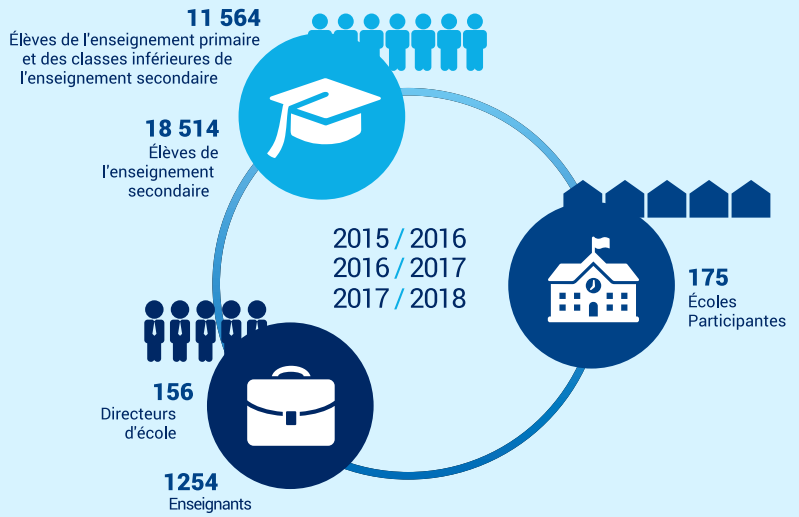 11 564
Élèves de l'enseignement primaire
et des classes inférieures de
l'enseignement secondaire
18 514
Élèves de
l'enseignement
secondaire
2015 / 2016
2016 / 2017
2017 / 2018
175
Écoles
Participantes
156
Directeurs
d'école
1254
Enseignants